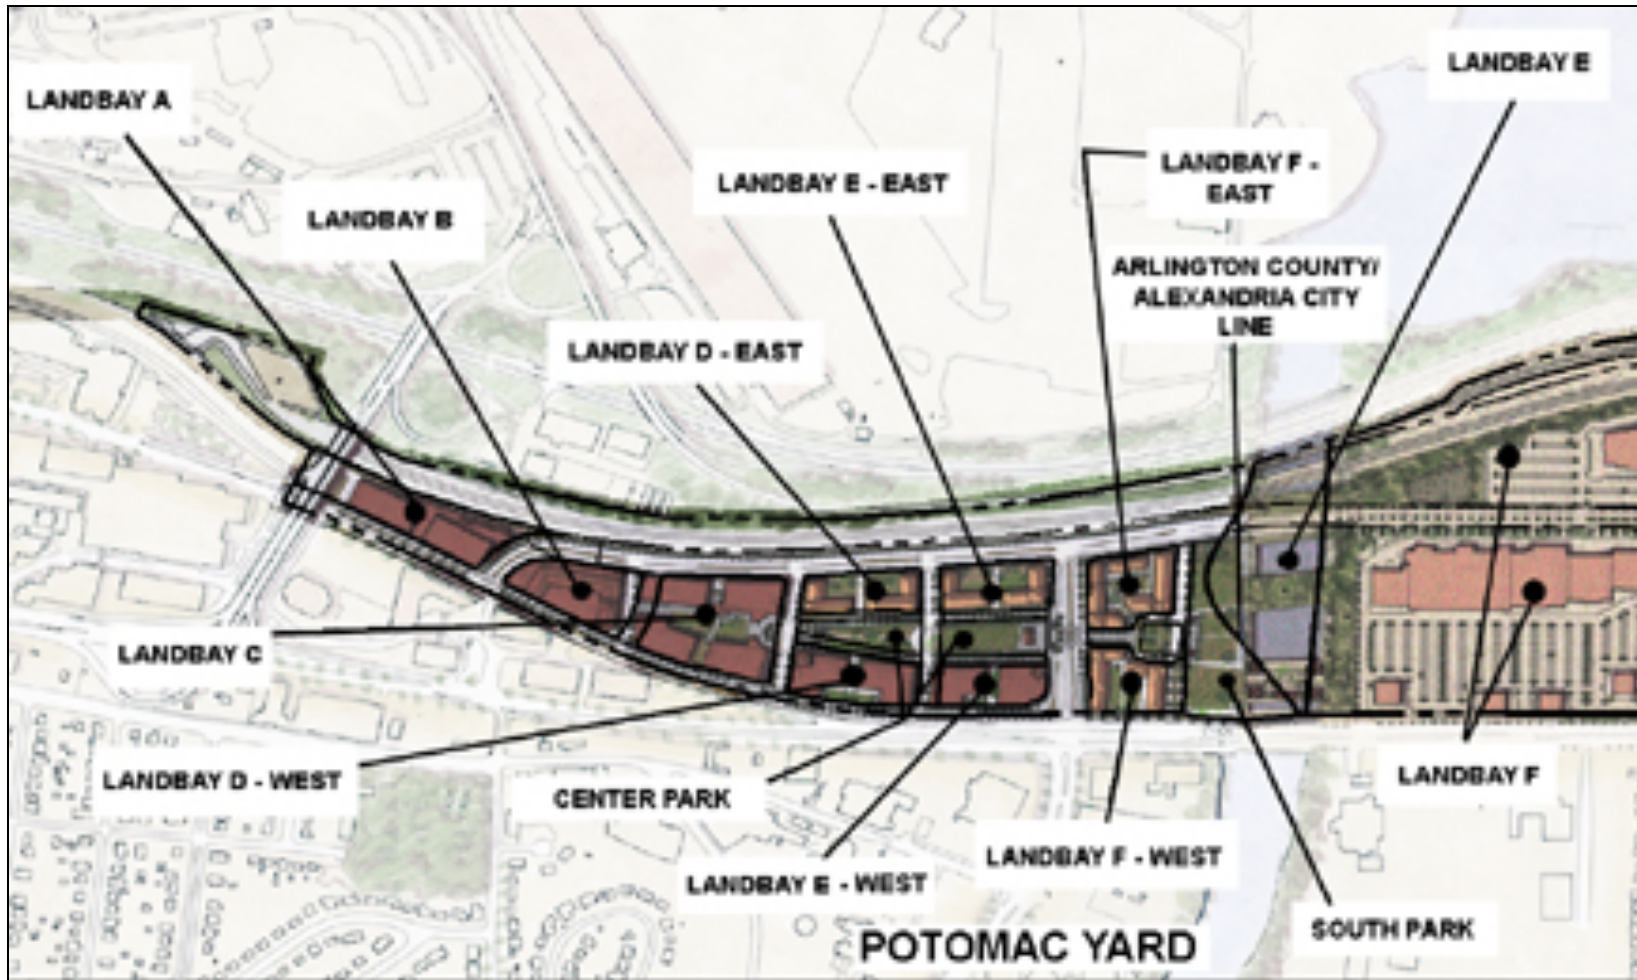 LANDBAY E
LANDBAY A
LANDBAY F -
EAST
LANDBAY E - EAST
LANDBAY B
ARLINGTON COUNTY/
ALEXANDRIA CITY
LINE
LANDBAY D - EAST
LANDBAY C
LANDBAY D - WEST
CENTER PARK
LANDBAY F
LANDBAY F - WEST
LANDBAY E - WEST
SOUTH PARK
POTOMAC YARD